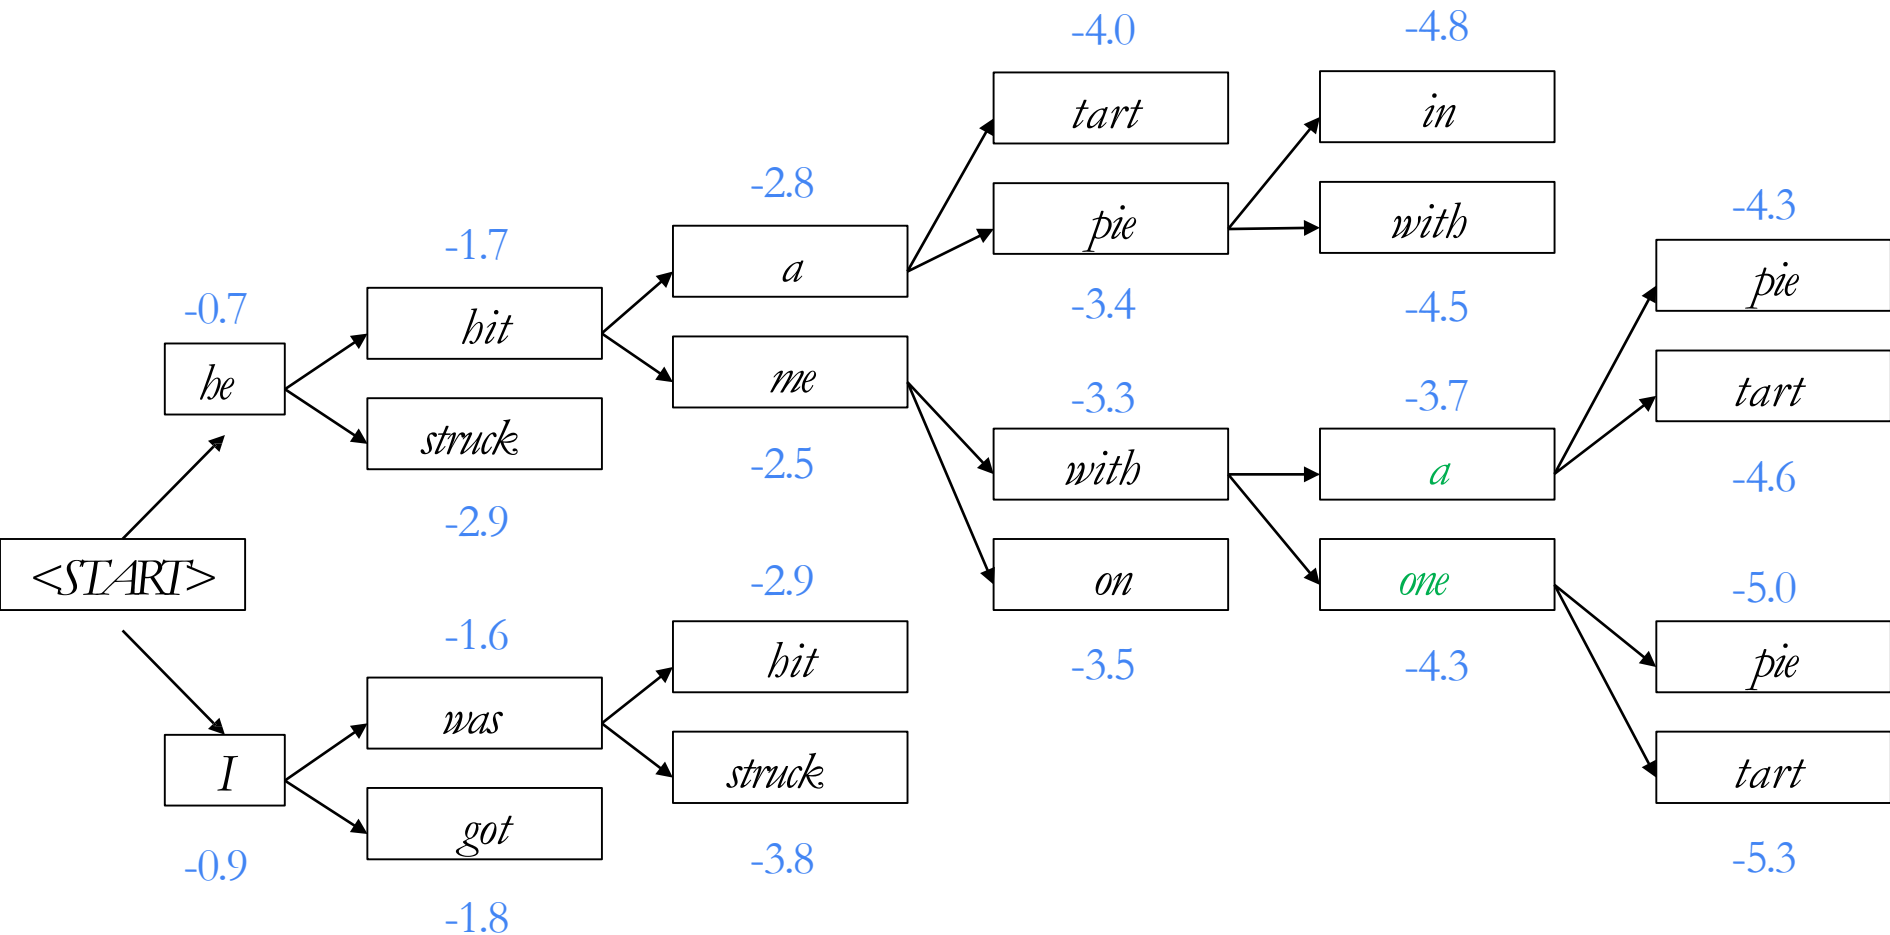 -4.0
-4.8
tart
in
-2.8
-4.3
-1.7
pie
with
-0.7
a
pie
hit
-3.4
-4.5
he
me
-3.3
-3.7
tart
struck
-2.5
with
a
-4.6
-2.9
<START>
-2.9
on
one
-5.0
-1.6
hit
-3.5
-4.3
pie
was
I
struck
tart
got
-0.9
-3.8
-5.3
-1.8